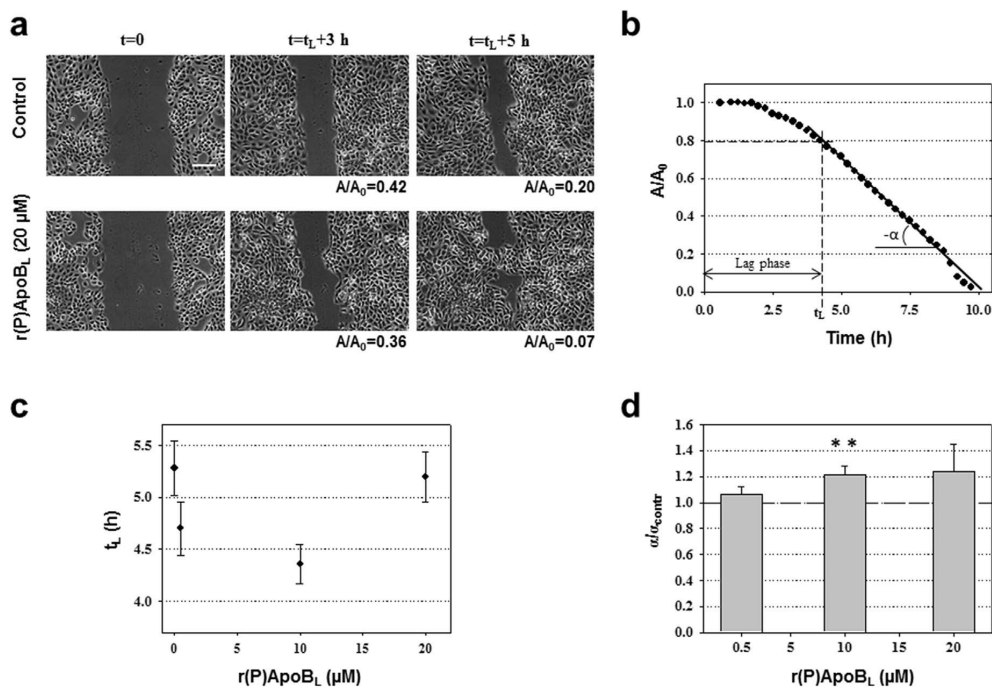 a
t=0
t=tL+3 h
t=tL+5 h
Control
A/A0=0.42
A/A0=0.20
r(P)ApoBL (20 µM)
A/A0=0.36
A/A0=0.07
b
A/A0
1.0
0.8
0.6
0.4
0.2
0.0
-α
Lag phase
0.0
2.5
tL
5.0
7.5
10.0
Time (h)
c
tL (h)
5.5
5.0
4.5
4.0
0
5
10
15
20
r(P)ApoBL (µM)
d
α/αcontr
1.6
1.4
1.2
1.0
0.8
0.6
0.4
0.2
0.0
**
0.5
5
10
15
20
r(P)ApoBL (µM)